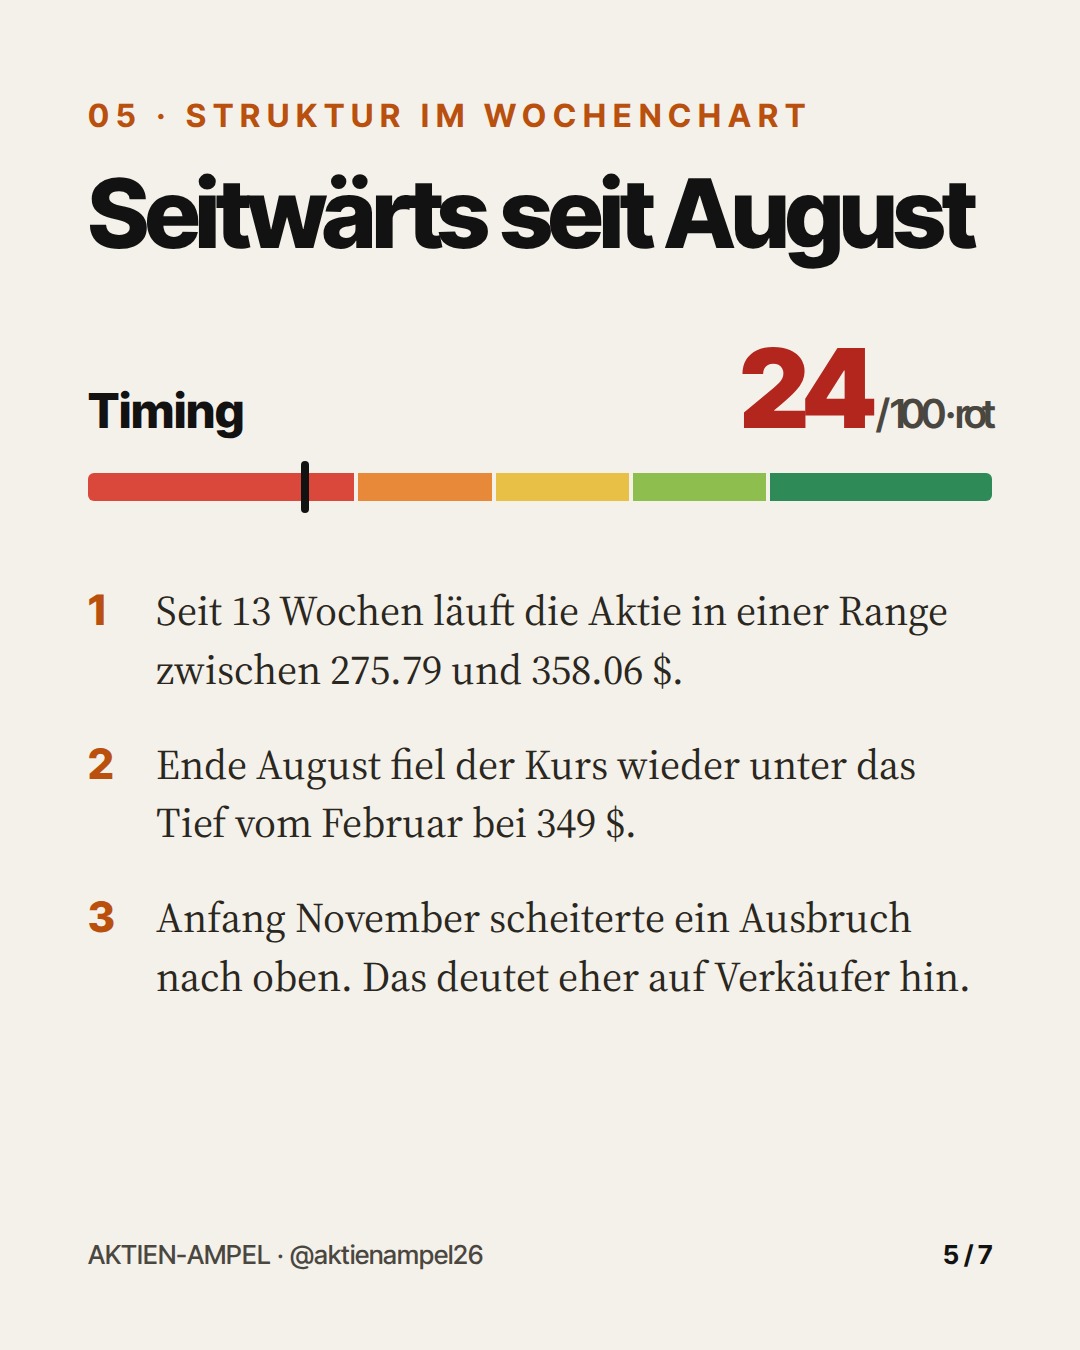 05 · STRUKTUR IM WOCHENCHART
Seitwärts seit August
Timing
24/100·rot
1 Seit 13 Wochen läuft die Aktie in einer Range
zwischen 275.79 und 358.06 $.
2 Ende August fiel der Kurs wieder unter das
Tief vom Februar bei 349 $.
3 Anfang November scheiterte ein Ausbruch
nach oben. Das deutet eher auf Verkäufer hin.
AKTIEN-AMPEL · @aktienampel26
5 / 7